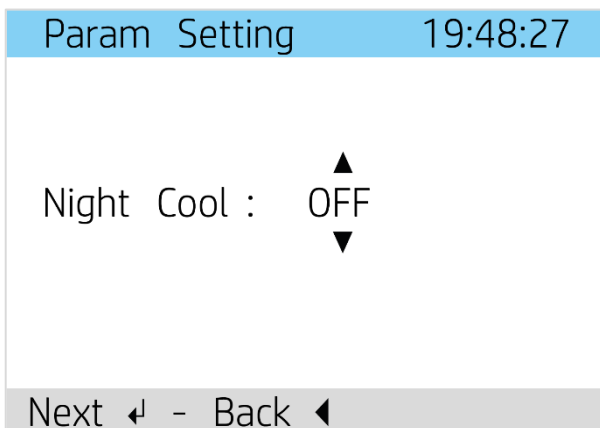 Param Setting 19:48:27
▲
Night Cool : OFF
▼
Next ↲ - Back ◀